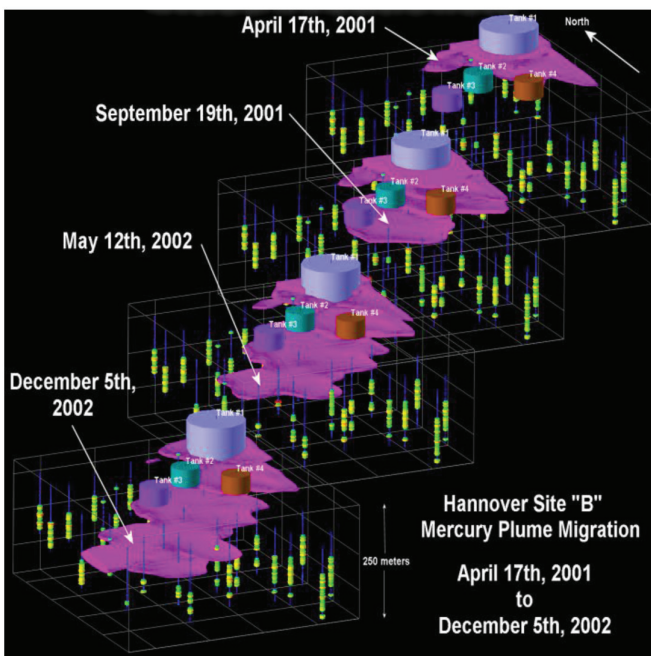 April 17th, 2001
Tank #1
North
Tank #2
Tank #4
Tank #3
September 19th, 2001
Tank #1
Tank #2
Tank #4
Tank #3
May 12th, 2002
Tank #1
Tank #2
Tank #4
Tank #3
December 5th,
2002
Tank #1
Tank #2
Tank #4
Tank #3
250 meters
Hannover Site "B"
Mercury Plume Migration
April 17th, 2001
to
December 5th, 2002